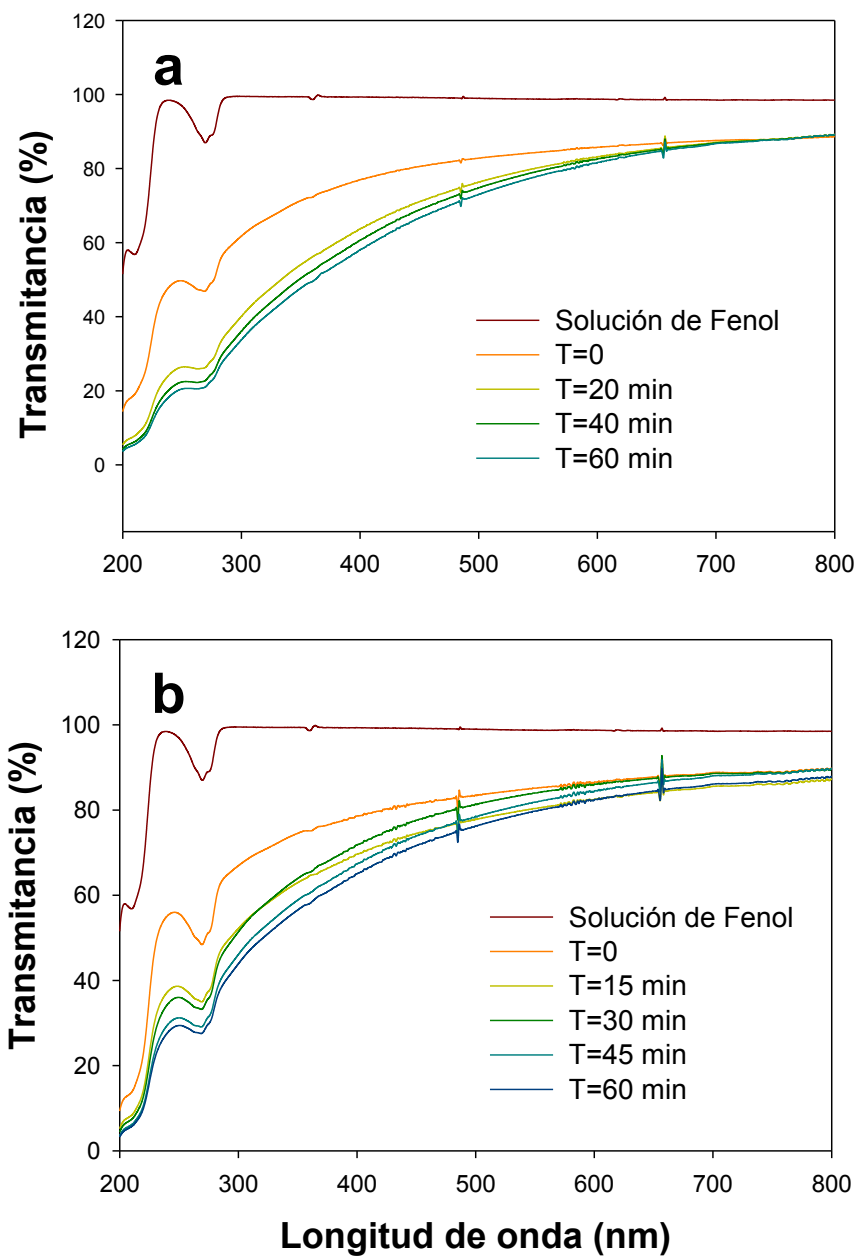 120
a
100
80
60
40
20
0
Transmitancia (%)
Solución de Fenol
T=0
T=20 min
T=40 min
T=60 min
200 300 400 500 600 700 800
120
b
100
80
60
40
20
0
Transmitancia (%)
Solución de Fenol
T=0
T=15 min
T=30 min
T=45 min
T=60 min
200 300 400 500 600 700 800
Longitud de onda (nm)